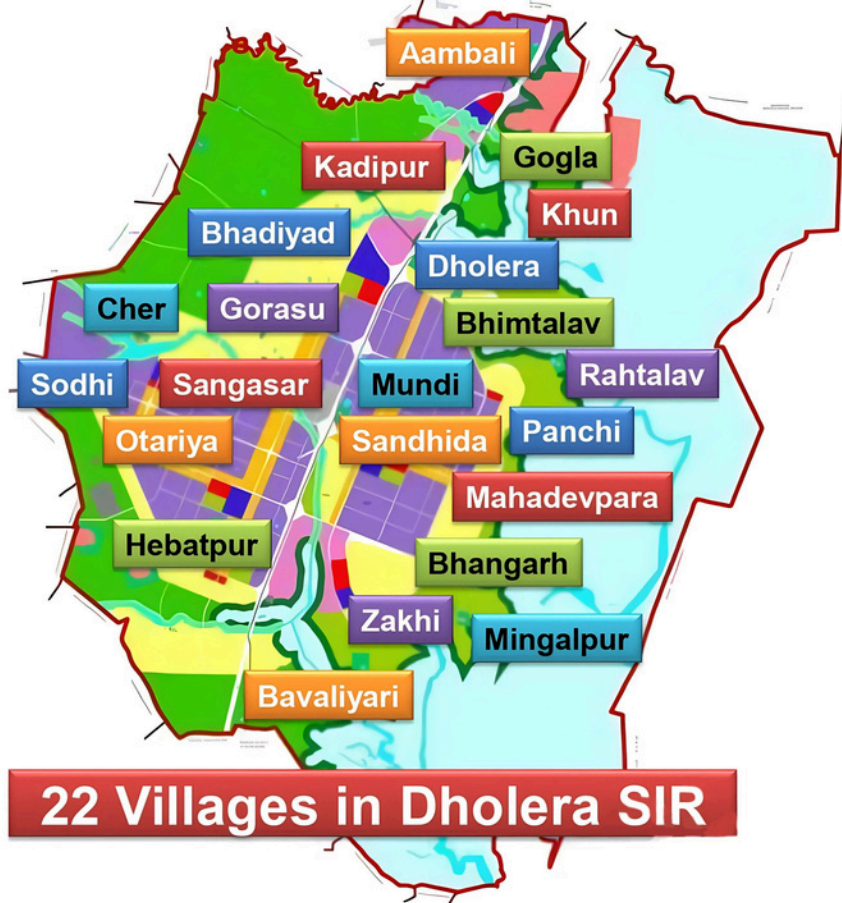 Aambali
Kadipur
Gogla
Khun
Bhadiyad
Dholera
Cher
Gorasu
Bhimtalav
Sodhi
Sangasar
Mundi
Rahtalav
Otariya
Sandhida
Panchi
Mahadevpara
Hebatpur
Bhangarh
Zakhi
Mingalpur
Bavaliyari
22 Villages in Dholera SIR